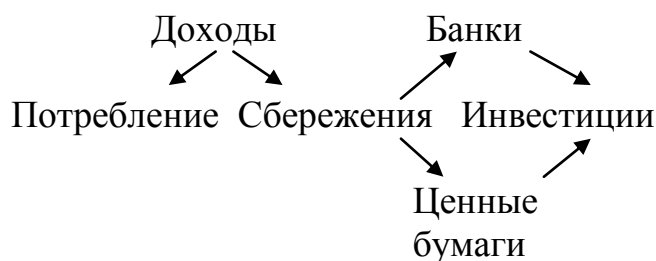 Доходы Банки
Потребление Сбережения Инвестиции
Ценные
бумаги